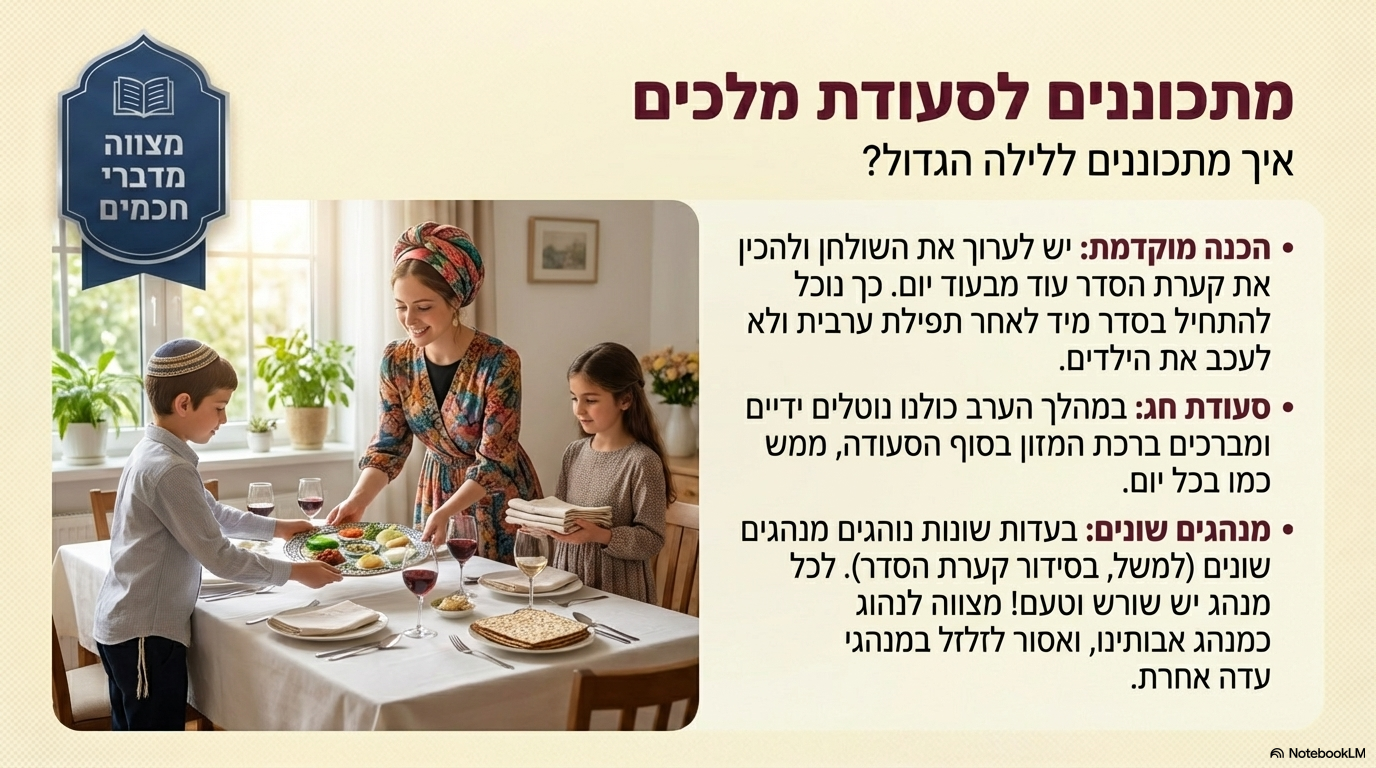 מתכוננים לסעודת מלכים
איך מתכוננים ללילה הגדול?
מצווה
מדברי
חכמים
• הכנה מוקדמת: יש לערוך את השולחן ולהכין
את קערת הסדר עוד מבעוד יום. כך נוכל
להתחיל בסדר מיד לאחר תפילת ערבית ולא
לעכב את הילדים.
• סעודת חג: במהלך הערב כולנו נוטלים ידיים
ומברכים ברכת המזון בסוף הסעודה, ממש
כמו בכל יום.
• מנהגים שונים: בעדות שונות נוהגים מנהגים
שונים (למשל, בסידור קערת הסדר). לכל
מנהג יש שורש וטעם! מצווה לנהוג
כמנהג אבותינו, ואסור לזלזל במנהגי
עדה אחרת.
NotebookLM